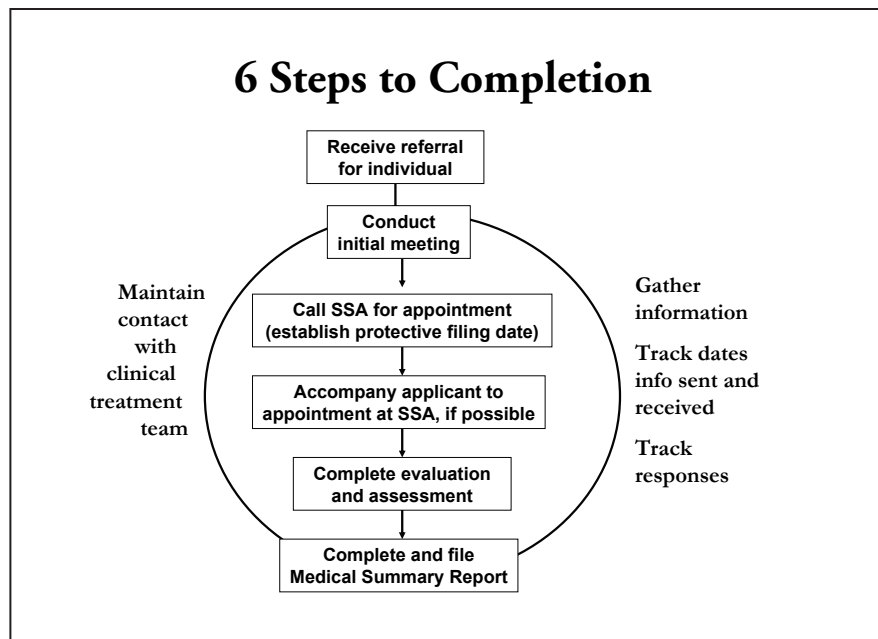 6 Steps to Completion
Receive referral
for individual
Conduct
initial meeting
Call SSA for appointment
(establish protective filing date)
Accompany applicant to
appointment at SSA, if possible
Complete evaluation
and assessment
Complete and file
Medical Summary Report
Maintain
contact
with
clinical
treatment
team
Gather
information
Track dates
info sent and
received
Track
responses